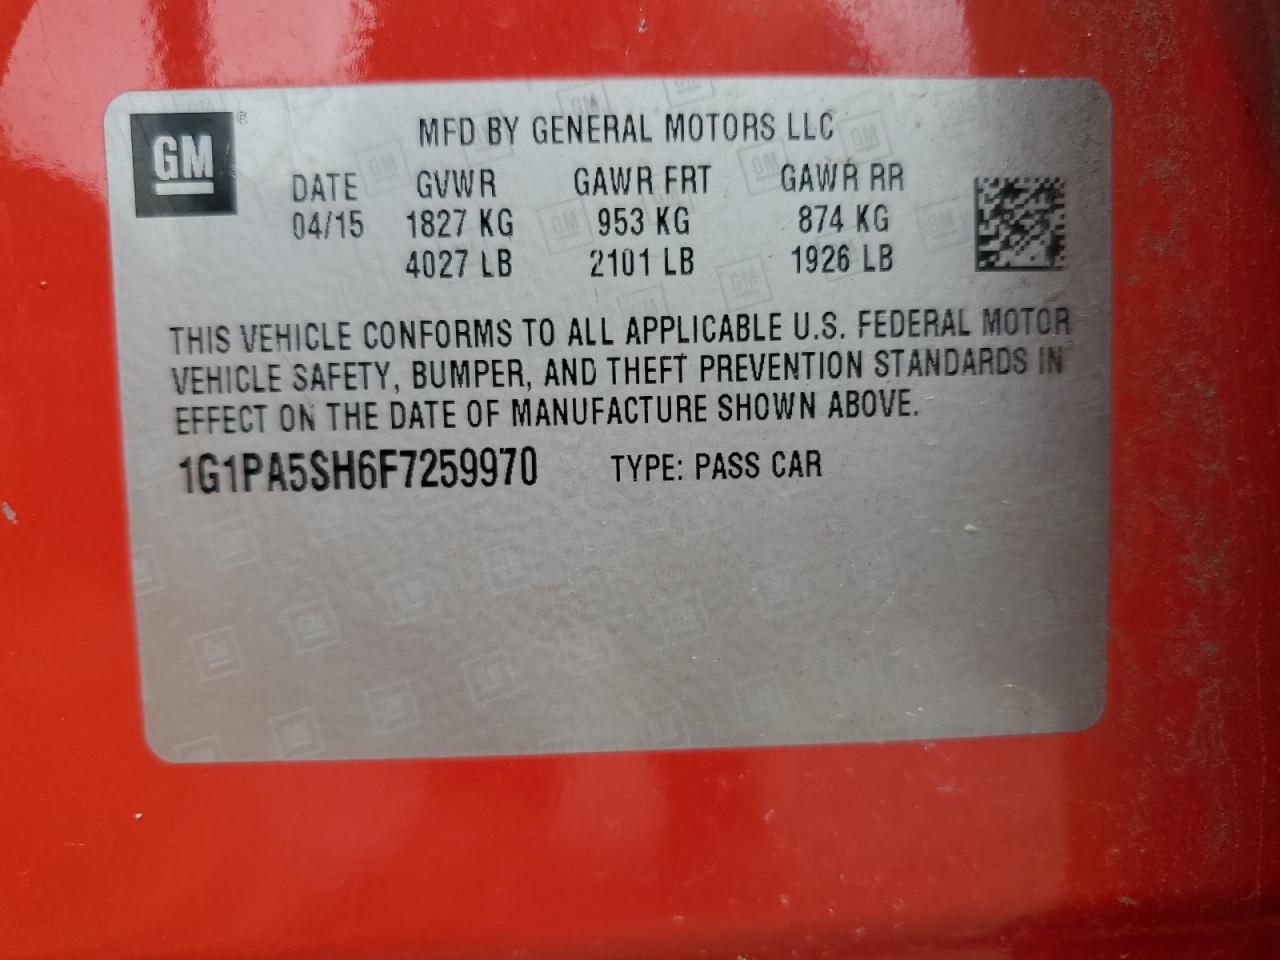 GM ®
MFD BY GENERAL MOTORS LLC
DATE GVWR GAWR FRT GAWR RR
04/15 1827 KG 953 KG 874 KG
4027 LB 2101 LB 1926 LB
THIS VEHICLE CONFORMS TO ALL APPLICABLE U.S. FEDERAL MOTOR
VEHICLE SAFETY, BUMPER, AND THEFT PREVENTION STANDARDS IN
EFFECT ON THE DATE OF MANUFACTURE SHOWN ABOVE.
1G1PA5SH6F7259970 TYPE: PASS CAR